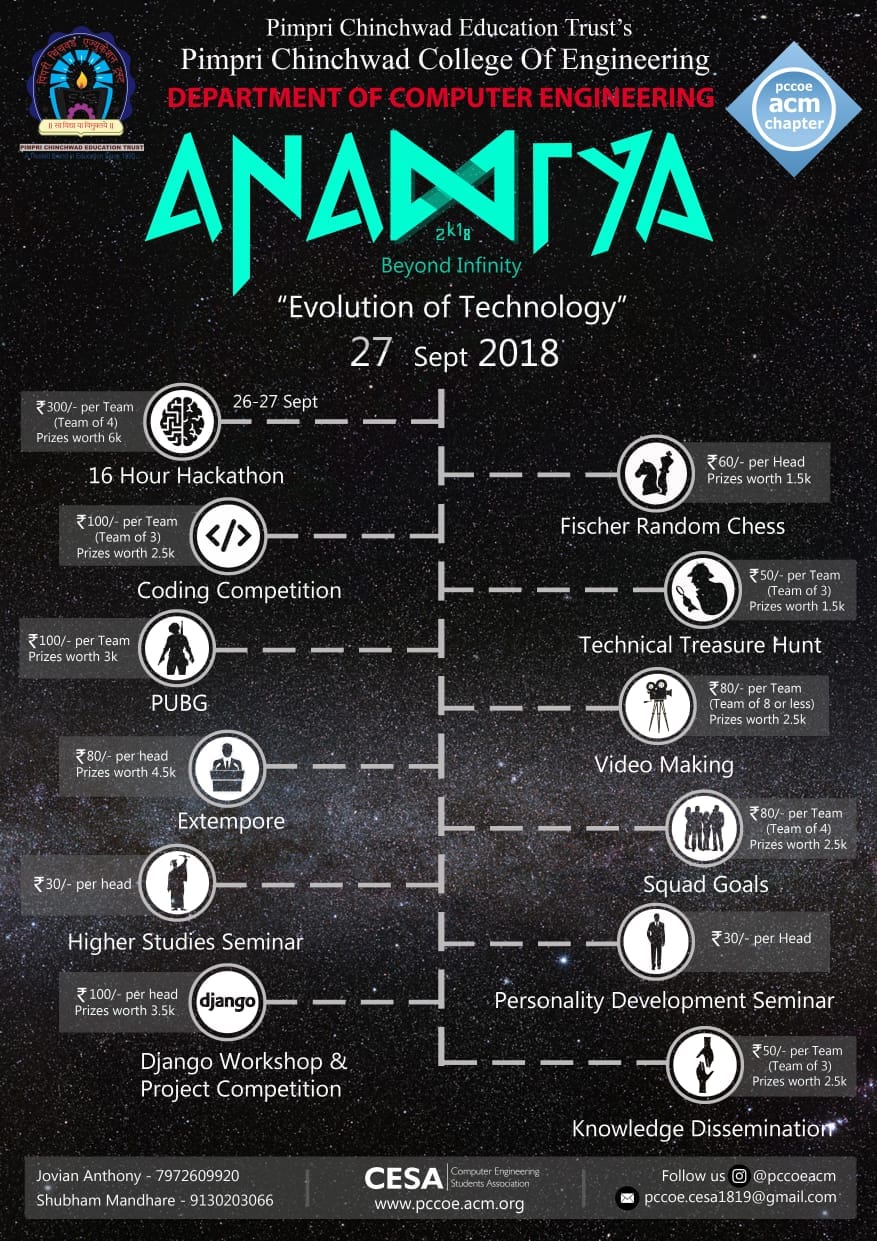 Pimpri Chinchwad Education Trust's
Pimpri Chinchwad College Of Engineering
DEPARTMENT OF COMPUTER ENGINEERING
पिंपरी चिंचवड एज्युकेशन ट्रस्ट
॥ सा विद्या या विमुक्तये ॥
PIMPRI CHINCHWAD EDUCATION TRUST
pccoe
acm
chapter
ANANTYA
2k18
Beyond Infinity
“Evolution of Technology”
27 Sept 2018
₹300/- per Team
(Team of 4)
Prizes worth 6k
26-27 Sept
16 Hour Hackathon
₹60/- per Head
Prizes worth 1.5k
Fischer Random Chess
₹100/- per Team
(Team of 3)
Prizes worth 2.5k
</>
Coding Competition
₹50/- per Team
(Team of 3)
Prizes worth 1.5k
Technical Treasure Hunt
₹100/- per Team
Prizes worth 3k
PUBG
₹80/- per Team
(Team of 8 or less)
Prizes worth 2.5k
Video Making
₹80/- per head
Prizes worth 4.5k
Extempore
₹80/- per Team
(Team of 4)
Prizes worth 2.5k
Squad Goals
₹30/- per head
Higher Studies Seminar
₹30/- per Head
Personality Development Seminar
₹100/- per head
Prizes worth 3.5k
django
Django Workshop &
Project Competition
₹50/- per Team
(Team of 3)
Prizes worth 2.5k
Knowledge Dissemination
Jovian Anthony - 7972609920
Shubham Mandhare - 9130203066
CESA
Computer Engineering
Students Association
www.pccoe.acm.org
Follow us @pccoeacm
pccoe.cesa1819@gmail.com